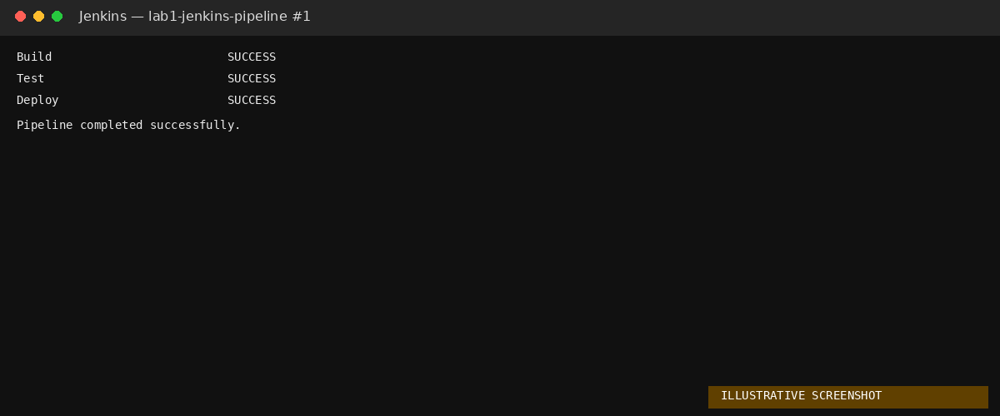 Jenkins — lab1-jenkins-pipeline #1
Build SUCCESS
Test SUCCESS
Deploy SUCCESS
Pipeline completed successfully.
ILLUSTRATIVE SCREENSHOT